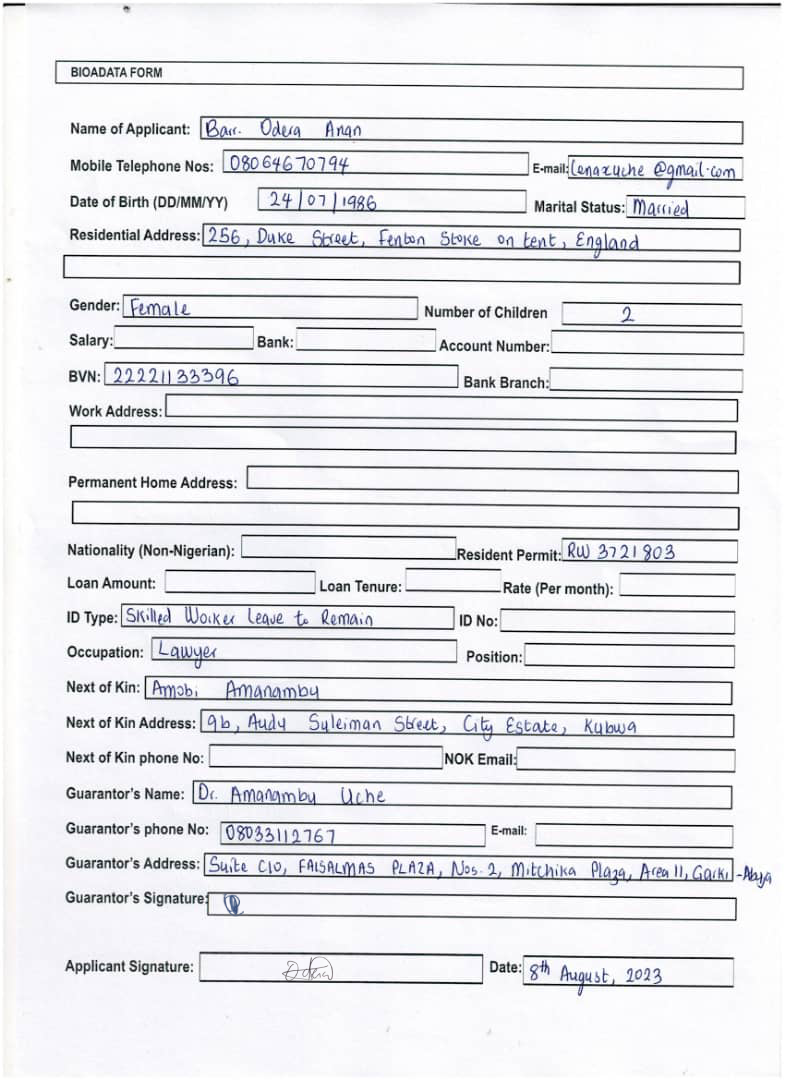 BIOADATA FORM
Name of Applicant: Barr. Odera Anan
Mobile Telephone Nos: 08064670794 E-mail: lenaxuche @gmail.com
Date of Birth (DD/MM/YY) 24/07/1986 Marital Status: Married
Residential Address: 256, Duke Street, Fenton Stoke on tent, England
Gender: Female Number of Children 2
Salary: Bank: Account Number:
BVN: 22221133396 Bank Branch:
Work Address:
Permanent Home Address:
Nationality (Non-Nigerian): Resident Permit: RW 3721803
Loan Amount: Loan Tenure: Rate (Per month):
ID Type: Skilled Worker Leave to Remain ID No:
Occupation: Lawyer Position:
Next of Kin: Amobi Amanambu
Next of Kin Address: 9b, Audu Suleiman Street, City Estate, Kubwa
Next of Kin phone No: NOK Email:
Guarantor's Name: Dr. Amanambu Uche
Guarantor's phone No: 08033112767 E-mail:
Guarantor's Address: Suite C10, FAISALMAS PLAZA, Nos. 2, Mitchika Plaza, Area 11, Garki - Abuja
Guarantor's Signature:
Applicant Signature: Odera Date: 8th August, 2023